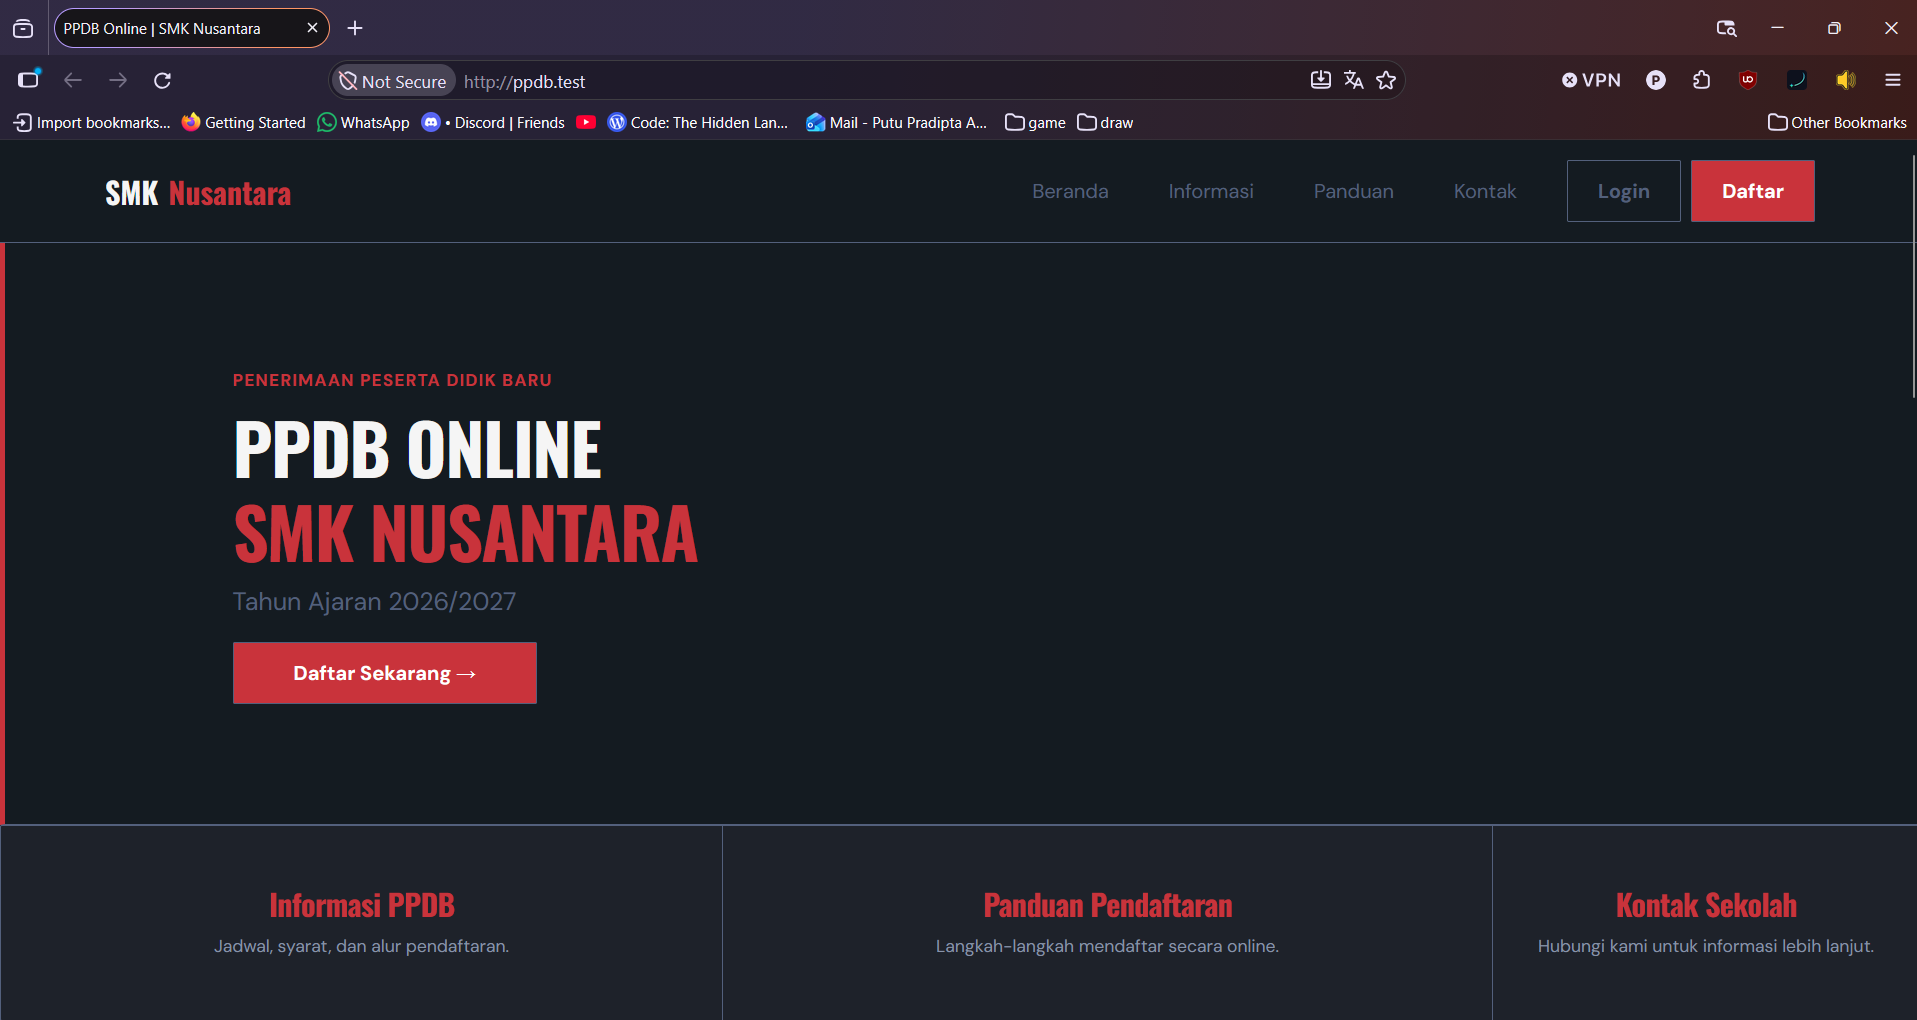 PPDB Online | SMK Nusantara
Not Secure http://ppdb.test
VPN
Import bookmarks... Getting Started WhatsApp • Discord | Friends Code: The Hidden Lan... Mail - Putu Pradipta A... game draw Other Bookmarks
SMK Nusantara Beranda Informasi Panduan Kontak Login Daftar
PENERIMAAN PESERTA DIDIK BARU
PPDB ONLINE
SMK NUSANTARA
Tahun Ajaran 2026/2027
Daftar Sekarang →
Informasi PPDB
Jadwal, syarat, dan alur pendaftaran.
Panduan Pendaftaran
Langkah-langkah mendaftar secara online.
Kontak Sekolah
Hubungi kami untuk informasi lebih lanjut.